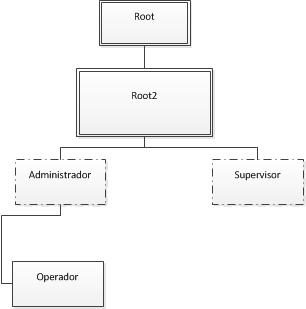 Root
Root2
Administrador
Supervisor
Operador